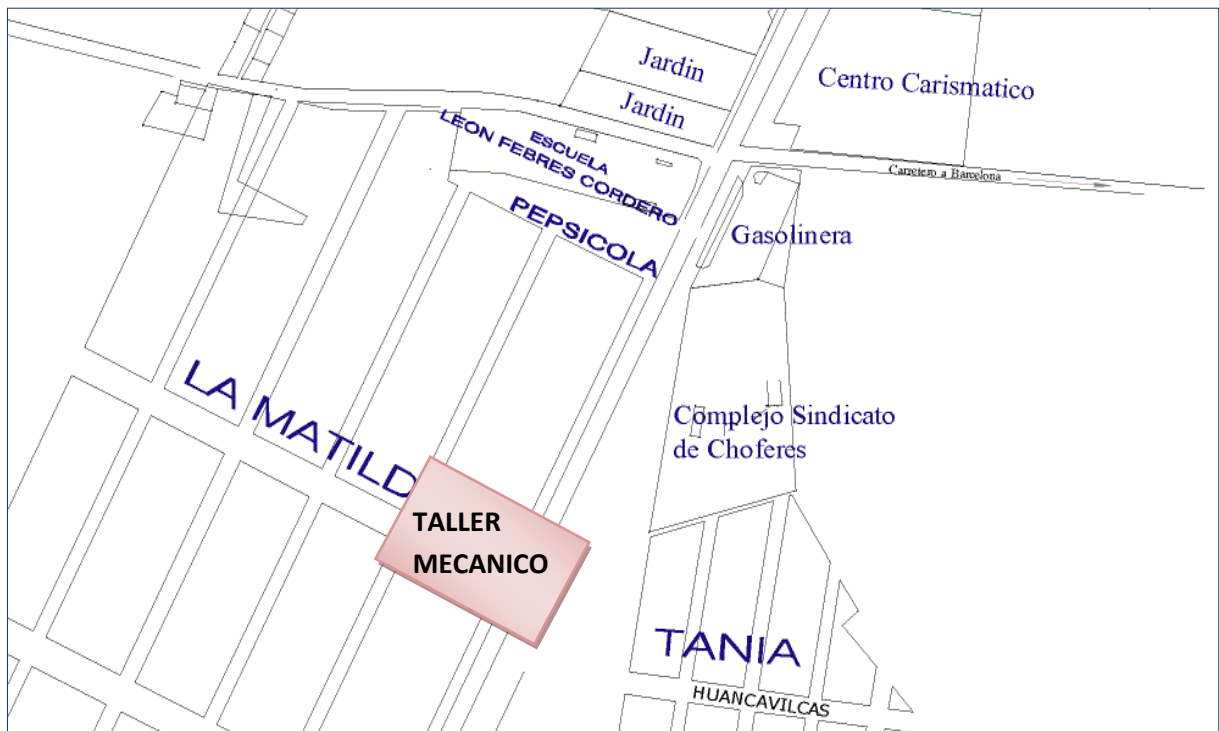 Jardin
Centro Carismatico
Jardin
ESCUELA
LEON FEBRES CORDERO
Carretero a Barcelona
PEPSICOLA
Gasolinera
LA MATILD
Complejo Sindicato
de Choferes
TALLER
MECANICO
TANIA
HUANCAVILCAS